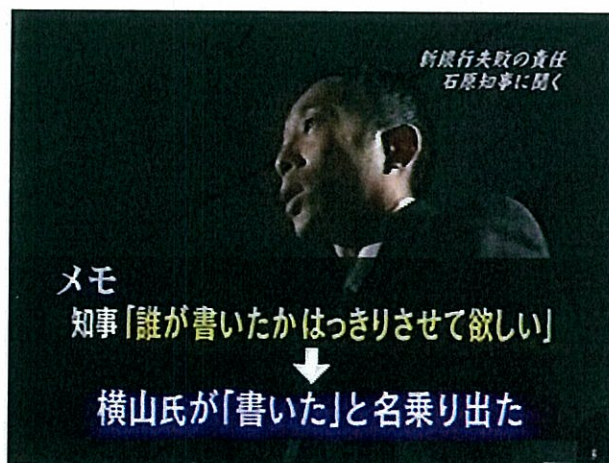 新銀行失敗の責任
石原知事に聞く
メモ
知事「誰が書いたかはっきりさせて欲しい」
横山氏が「書いた」と名乗り出た